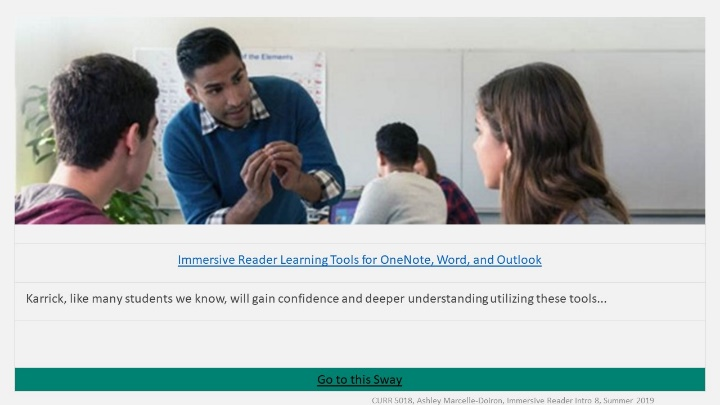 of the Elements
Immersive Reader Learning Tools for OneNote, Word, and Outlook
Karrick, like many students we know, will gain confidence and deeper understanding utilizing these tools...
Go to this Sway
CURR 5018, Ashley Marcelle-Doiron, Immersive Reader Intro 8, Summer 2019